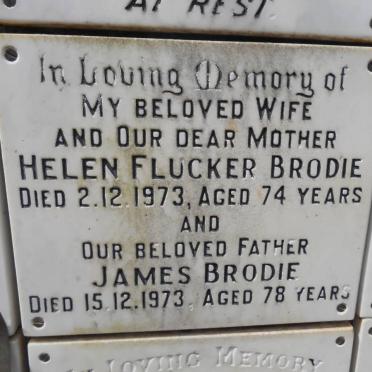 AT REST
In Loving Memory of
MY BELOVED WIFE
AND OUR DEAR MOTHER
HELEN FLUCKER BRODIE
DIED 2.12.1973, AGED 74 YEARS
AND
OUR BELOVED FATHER
JAMES BRODIE
DIED 15.12.1973, AGED 78 YEARS
IN LOVING MEMORY